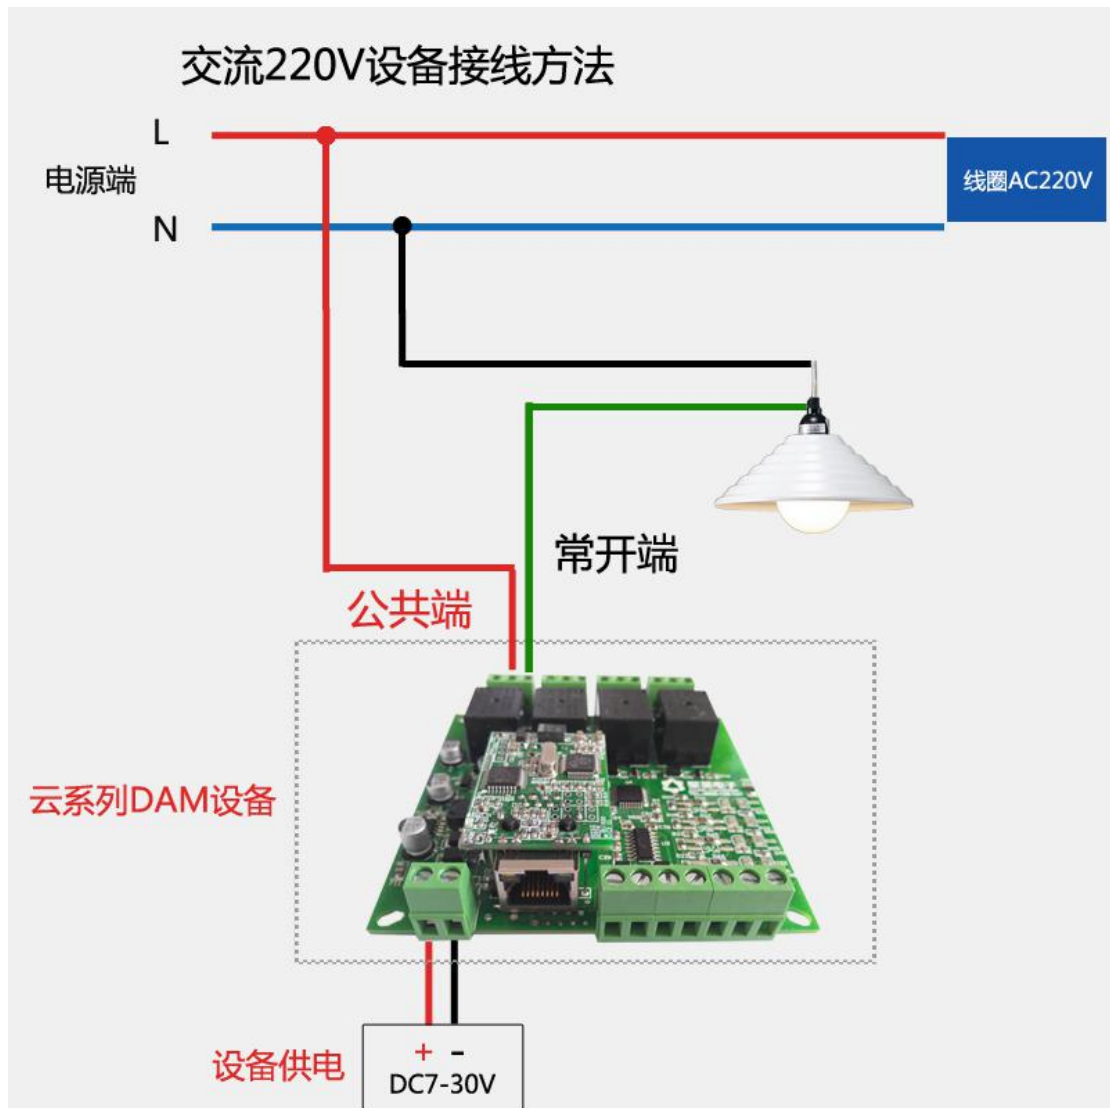 交流220V设备接线方法
L
电源端
线圈AC220V
N
常开端
公共端
云系列DAM设备
设备供电
+ -
DC7-30V